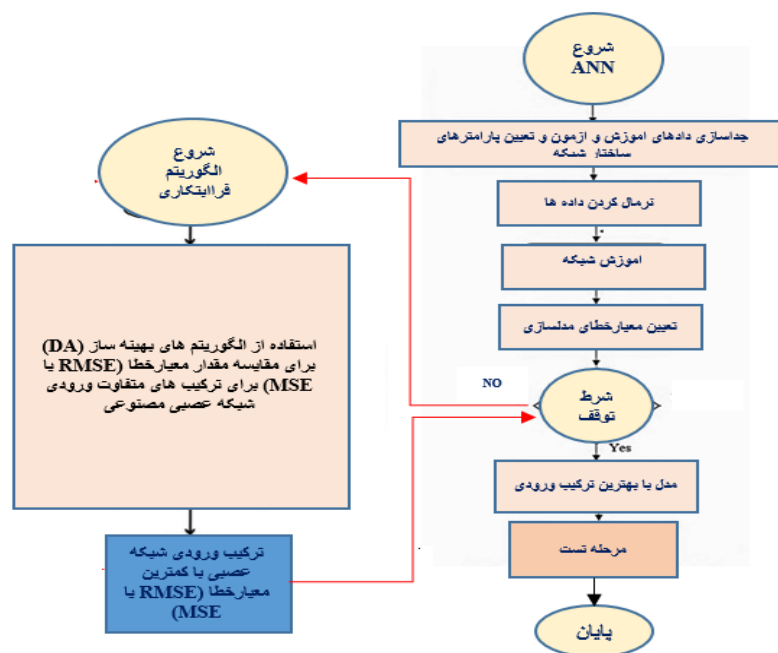 شروع
ANN
جداسازی دادهای اموزش و ازمون و تعیین پارامترهای
ساختار شبکه
نرمال کردن داده ها
اموزش شبکه
تعیین معیارخطای مدلسازی
شرط
توقف
NO
Yes
مدل با بهترین ترکیب ورودی
مرحله تست
پایان
شروع
الگوریتم
فراابتکاری
استفاده از الگوریتم های بهینه ساز (DA)
برای مقایسه مقدار معیارخطا (RMSE یا
MSE) برای ترکیب های متفاوت ورودی
شبکه عصبی مصنوعی
ترکیب ورودی شبکه
عصبی با کمترین
معیارخطا (RMSE یا
MSE)